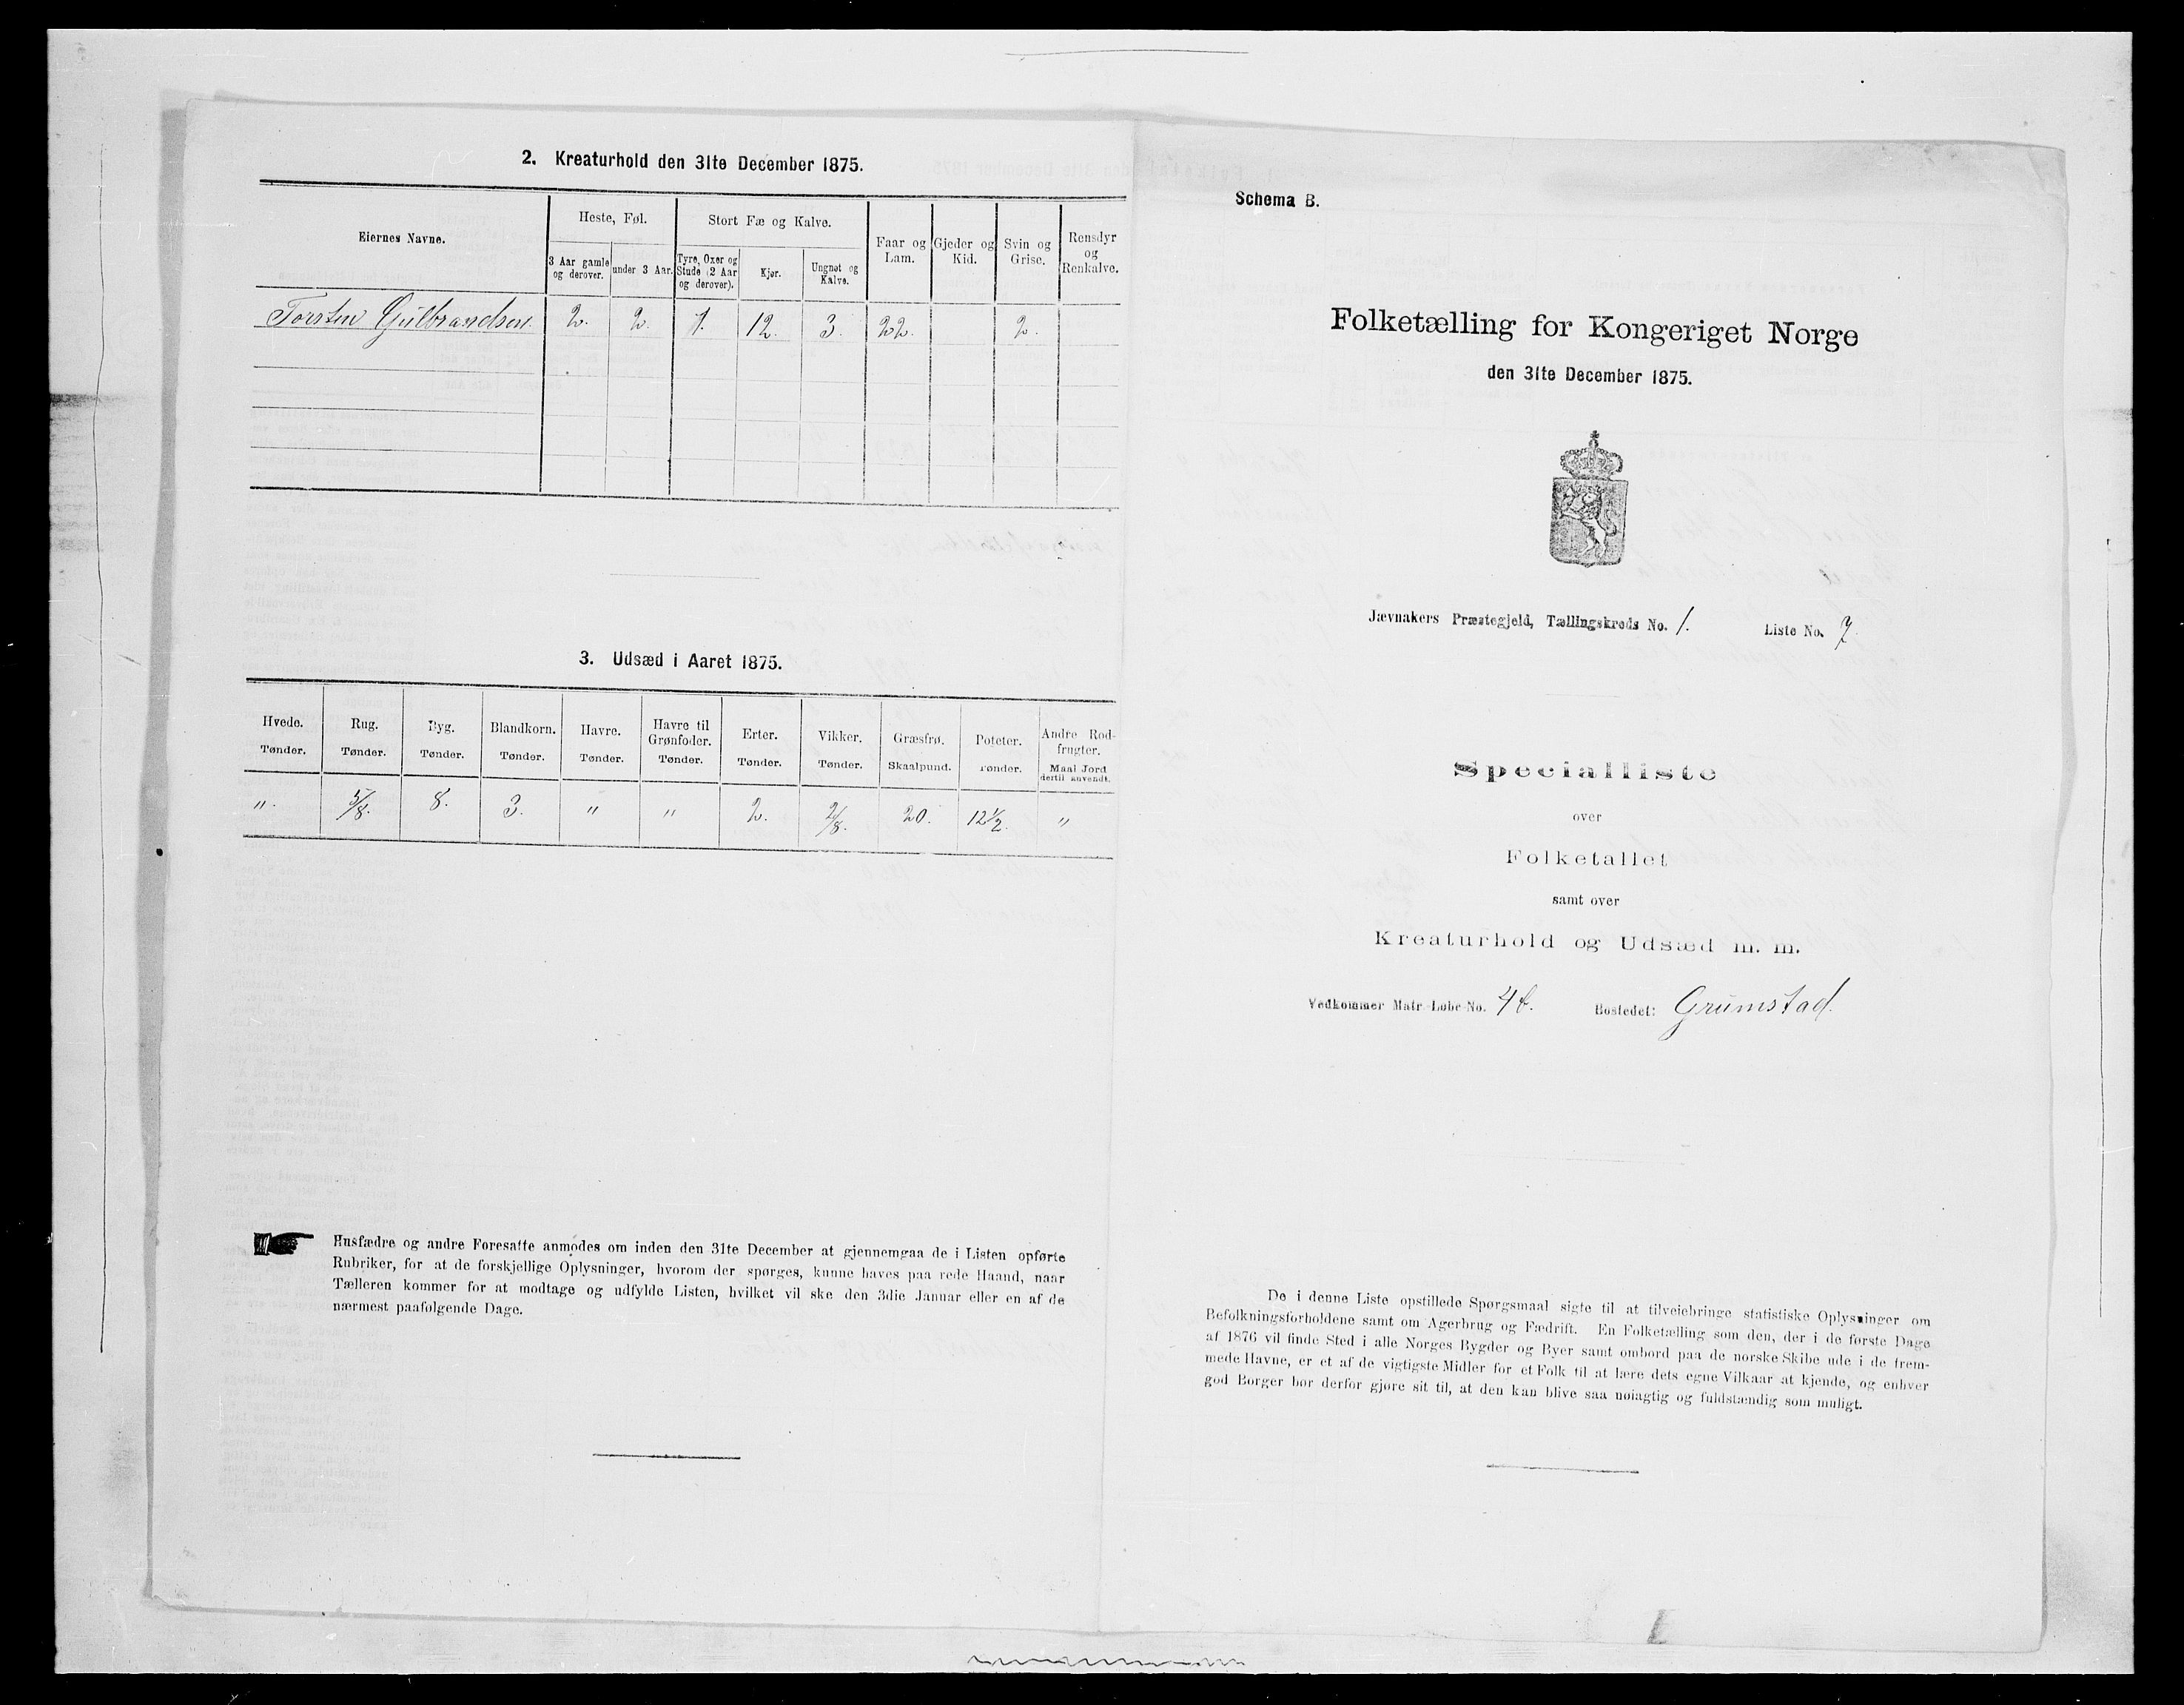 2. Kreaturhold den 31te December 1875.
Eiernes Navne.
Heste, Føl.
Stort Fæ og Kalve.
Faar og Lam.
Gjeder og Kid.
Svin og Grise.
Rensdyr og Renkalve.
3 Aar gamle og derover.
under 3 Aar.
Tyre, Oxer og Stude (2 Aar og derover).
Kjør.
Ungnøt og Kalve.
Torsten Gulbrandsen. 2. 2. 1. 12. 3. 22. 2.
3. Udsæd i Aaret 1875.
Hvede. Rug. Byg. Blandkorn. Havre. Havre til Grønfoder. Erter. Vikker. Græsfrø. Poteter. Andre Rodfrugter.
Tønder. Tønder. Tønder. Tønder. Tønder. Tønder. Tønder. Tønder. Skaalpund. Tønder. Maal Jord dertil anvendt.
". 5/8. 8. 3. " " 2. 2/8. 20. 12 1/2. "
Husfædre og andre Foresatte anmodes om inden den 31te December at gjennemgaa de i Listen opførte
Rubriker, for at de forskjellige Oplysninger, hvorom der spørges, kunne haves paa rede Haand, naar
Tælleren kommer for at modtage og udfylde Listen, hvilket vil ske den 3die Januar eller en af de
nærmest paafølgende Dage.
Schema B.
Folketælling for Kongeriget Norge
den 31te December 1875.
Jævnakers Præstegjeld, Tællingskreds No. 1. Liste No. 7.
Specialliste
over
Folketallet
samt over
Kreaturhold og Udsæd m. m.
Vedkommer Matr.-Løbe-No. 4 Bostedet: Grumstad.
De i denne Liste opstillede Spørgsmaal sigte til at tilveiebringe statistiske Oplysninger om
Befolkningsforholdene samt om Agerbrug og Fædrift. En Folketælling som den, der i de første Dage
af 1876 vil finde Sted i alle Norges Bygder og Byer samt ombord paa de norske Skibe ude i de frem-
mede Havne, er et af de vigtigste Midler for et Folk til at lære dets egne Vilkaar at kjende, og enhver
god Borger bør derfor gjøre sit til, at den kan blive saa nøiagtig og fuldstændig som muligt.